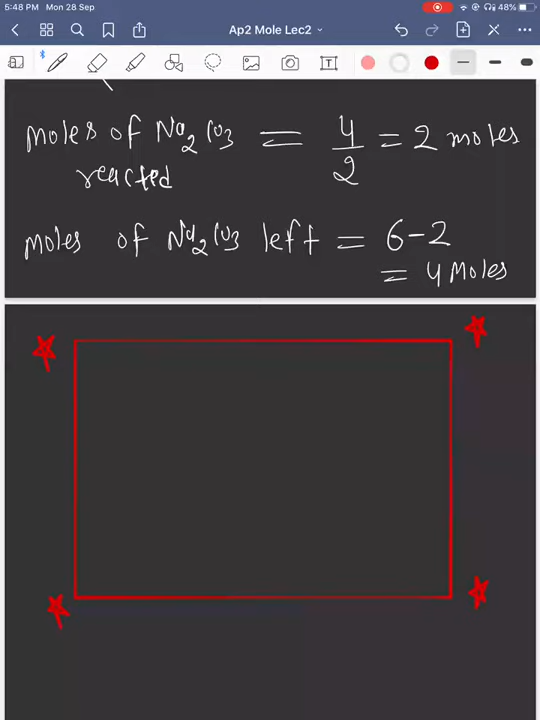 5:48 PM Mon 28 Sep 48%
Ap2 Mole Lec2
T
moles of Na2CO3 = 4/2 = 2 moles
reacted
moles of Na2CO3 left = 6-2
= 4 Moles